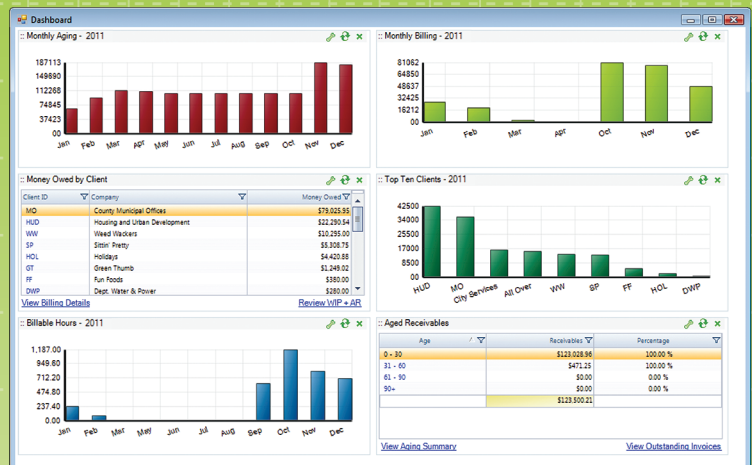 Dashboard
:: Monthly Aging - 2011
187113
149690
112268
74845
37423
00
Jan Feb Mar Apr May Jun Jul Aug Sep Oct Nov Dec
:: Monthly Billing - 2011
81062
64850
48637
32425
16212
00
Jan Feb Mar Apr Oct Nov Dec
:: Money Owed by Client
Client ID Company Money Owed
MO County Municipal Offices $79,025.95
HUD Housing and Urban Development $22,290.54
WW Weed Wackers $10,295.00
SP Sittin' Pretty $5,308.75
HOL Holidays $4,420.88
GT Green Thumb $1,249.02
FF Fun Foods $380.00
DWP Dept. Water & Power $280.00
View Billing Details Review WIP + AR
:: Top Ten Clients - 2011
42500
34000
25500
17000
8500
00
HUD MO City Services All Over WW SP FF HOL DWP
:: Billable Hours - 2011
1,187.00
949.60
712.20
474.80
237.40
0.00
Jan Feb Mar May Jun Jul Aug Sep Oct Nov Dec
:: Aged Receivables
Age Receivables Percentage
0 - 30 $123,028.96 100.00 %
31 - 60 $471.25 100.00 %
61 - 90 $0.00 0.00 %
90+ $0.00 0.00 %
$123,500.21
View Aging Summary View Outstanding Invoices